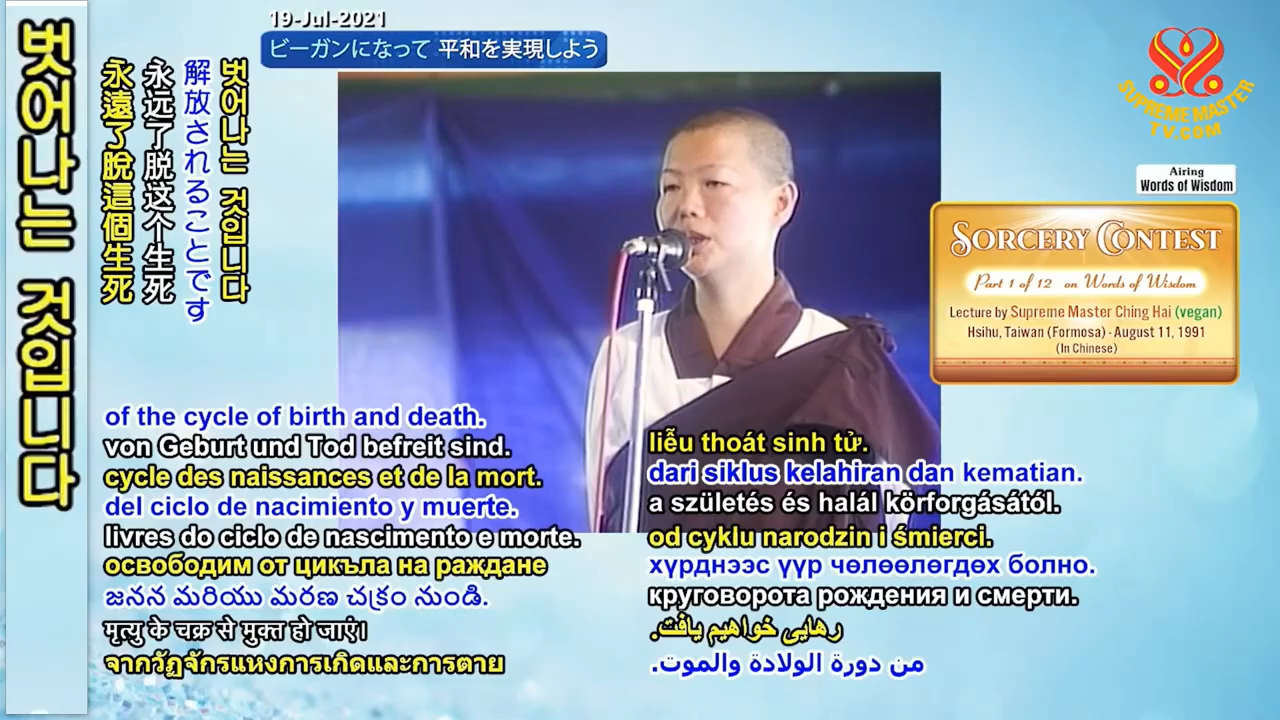 벗어나는 것입니다
19-Jul-2021
ビーガンになって 平和を実現しよう
벗어나는 것입니다
解放されることです
永远了脱这个生死
永遠了脫這個生死
SUPREME MASTER
TV.COM
Airing
Words of Wisdom
SORCERY CONTEST
Part 1 of 12 on Words of Wisdom
Lecture by Supreme Master Ching Hai (vegan)
Hsihu, Taiwan (Formosa) - August 11, 1991
(In Chinese)
of the cycle of birth and death.
von Geburt und Tod befreit sind.
cycle des naissances et de la mort.
del ciclo de nacimiento y muerte.
livres do ciclo de nascimento e morte.
освободим от цикъла на раждане
జనన మరియు మరణ చక్రం నుండి.
मृत्यु के चक्र से मुक्त हो जाएं।
จากวัฏจักรแห่งการเกิดและการตาย
liễu thoát sinh tử.
dari siklus kelahiran dan kematian.
a születés és halál körforgásától.
od cyklu narodzin i śmierci.
хүрднээс үүр чөлөөлөгдөх болно.
круговорота рождения и смерти.
رهایی خواهیم یافت.
من دورة الولادة والموت.